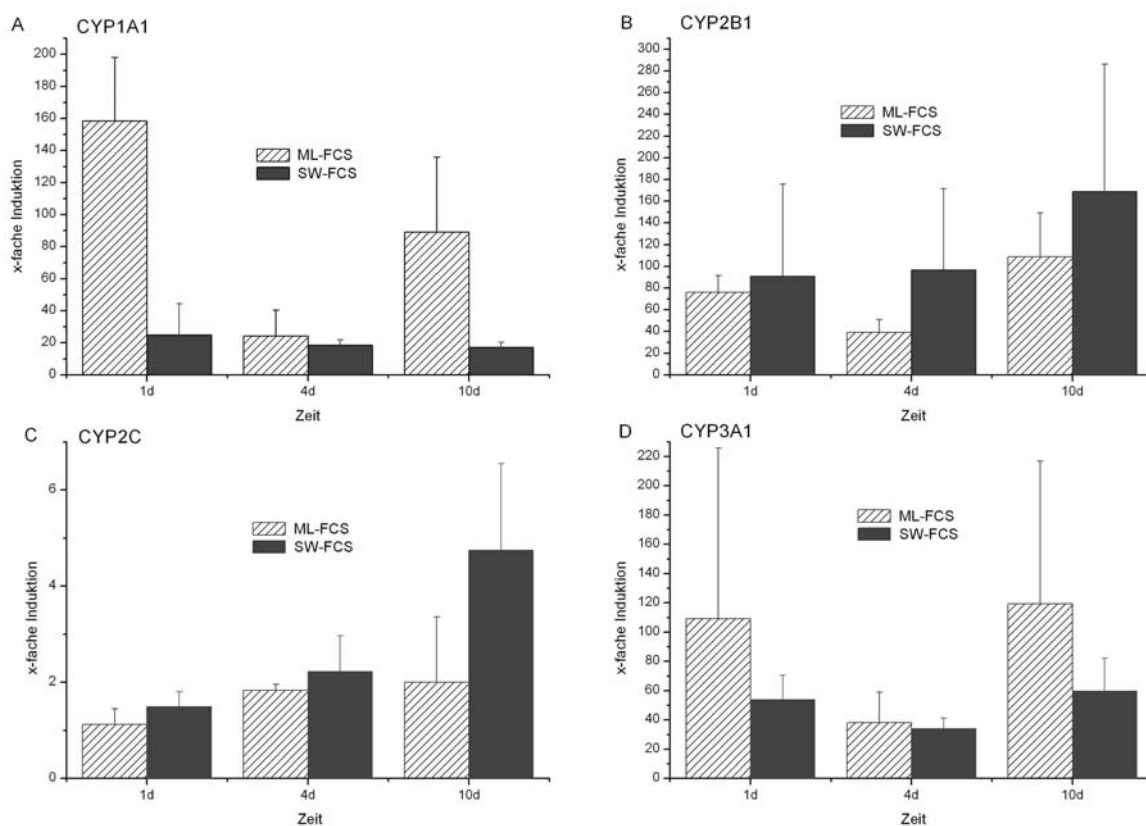 A
CYP1A1
200
180
160
140
120
100
80
60
40
20
0
x-fache Induktion
ML-FCS
SW-FCS
1d
4d
10d
Zeit
B
CYP2B1
300
280
260
240
220
200
180
160
140
120
100
80
60
40
20
0
x-fache Induktion
ML-FCS
SW-FCS
1d
4d
10d
Zeit
C
CYP2C
6
4
2
0
x-fache Induktion
ML-FCS
SW-FCS
1d
4d
10d
Zeit
D
CYP3A1
220
200
180
160
140
120
100
80
60
40
20
0
x-fache Induktion
ML-FCS
SW-FCS
1d
4d
10d
Zeit